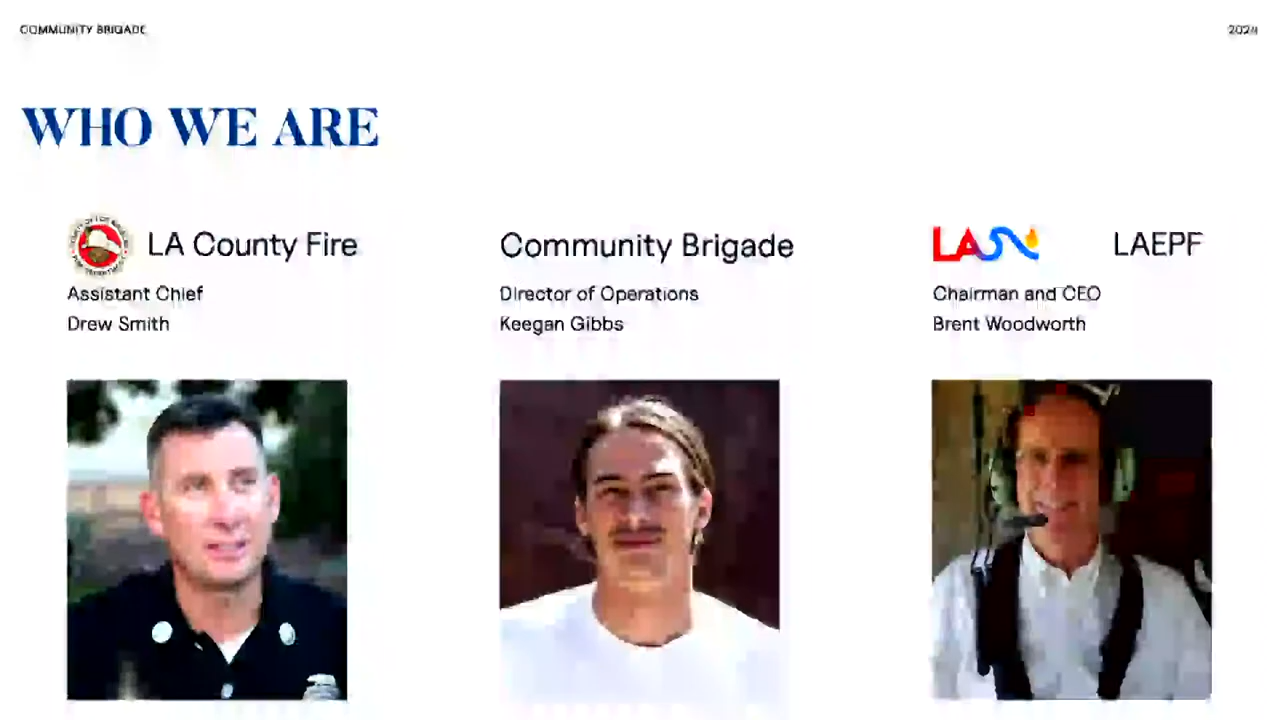 COMMUNITY BRIGADE
2024
WHO WE ARE
LA County Fire
Assistant Chief
Drew Smith
Community Brigade
Director of Operations
Keegan Gibbs
LAEPF
Chairman and CEO
Brent Woodworth